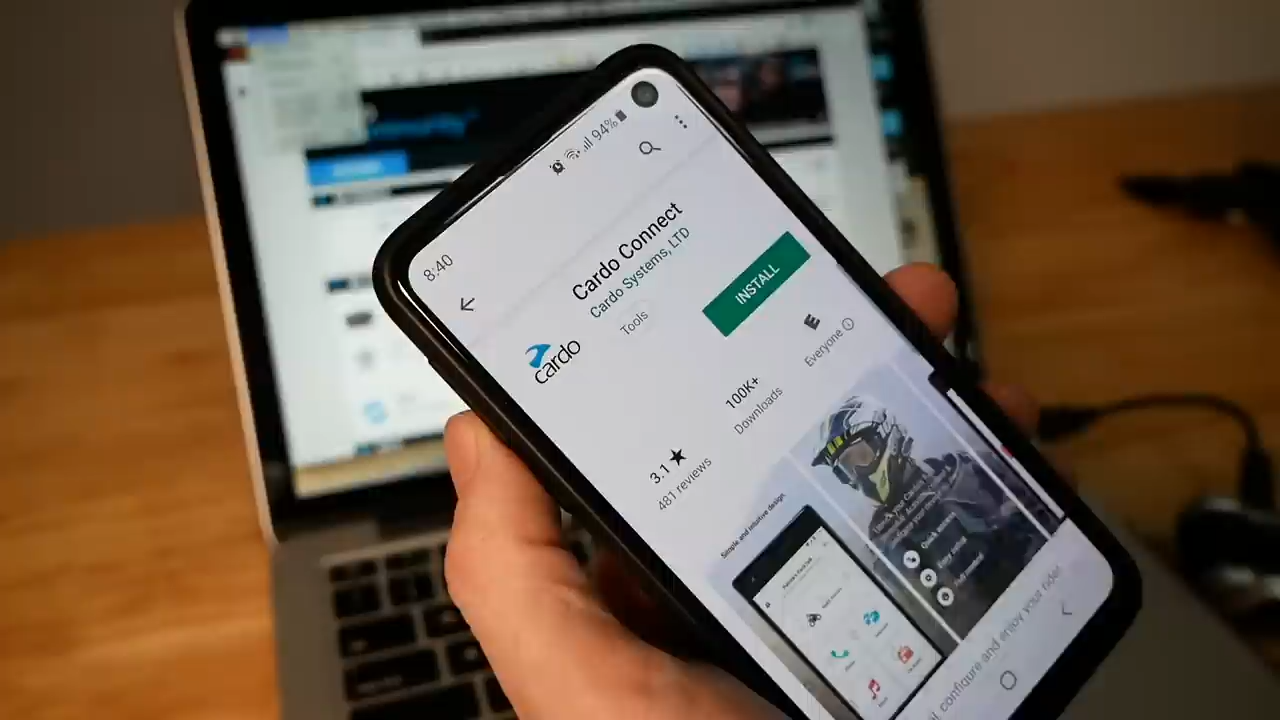 8:40
94%
Cardo Connect
Cardo Systems, LTD
Tools
cardo
INSTALL
3.1 ★
481 reviews
100K+
Downloads
E
Everyone
Simple and intuitive design
configure and enjoy your ride!